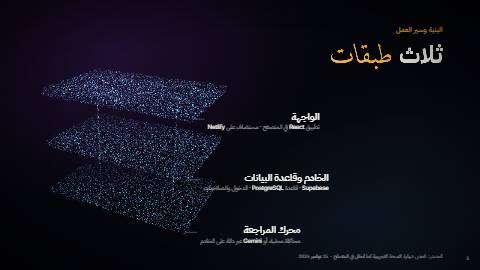 البنية وسير العمل
ثلاث طبقات
الواجهة
تطبيق React في المتصفح · مستضاف على Netlify
الخادم وقاعدة البيانات
Supabase · قاعدة PostgreSQL · الدخول والصلاحيات
محرك المراجعة
محاكاة محلية، أو Gemini عبر دالة على الخادم